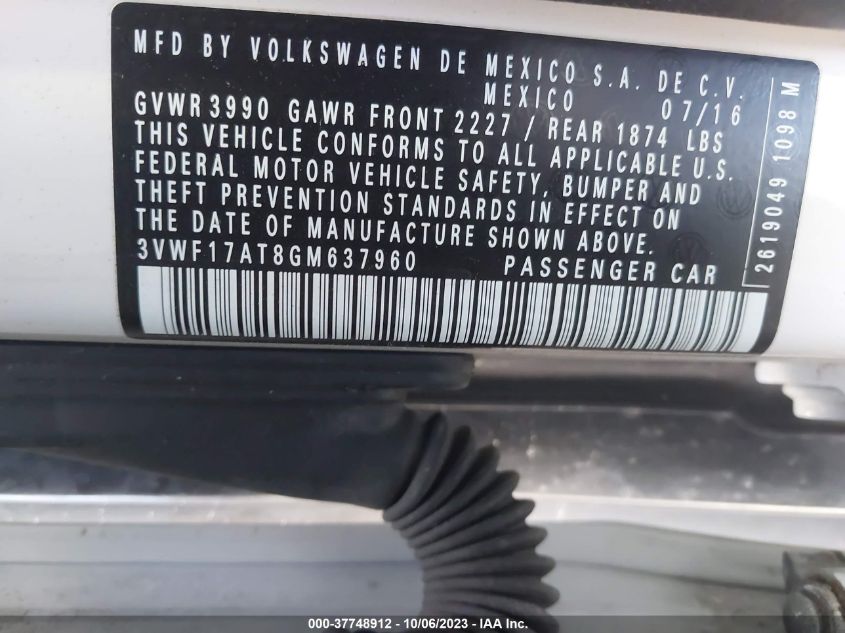 MFD BY VOLKSWAGEN DE MEXICO S.A. DE C.V.
MEXICO 07/16
GVWR 3990 GAWR FRONT 2227 / REAR 1874 LBS
THIS VEHICLE CONFORMS TO ALL APPLICABLE U.S.
FEDERAL MOTOR VEHICLE SAFETY, BUMPER AND
THEFT PREVENTION STANDARDS IN EFFECT ON
THE DATE OF MANUFACTURE SHOWN ABOVE.
3VWF17AT8GM637960 PASSENGER CAR
2619049 1098 M
000-37748912 - 10/06/2023 - IAA Inc.